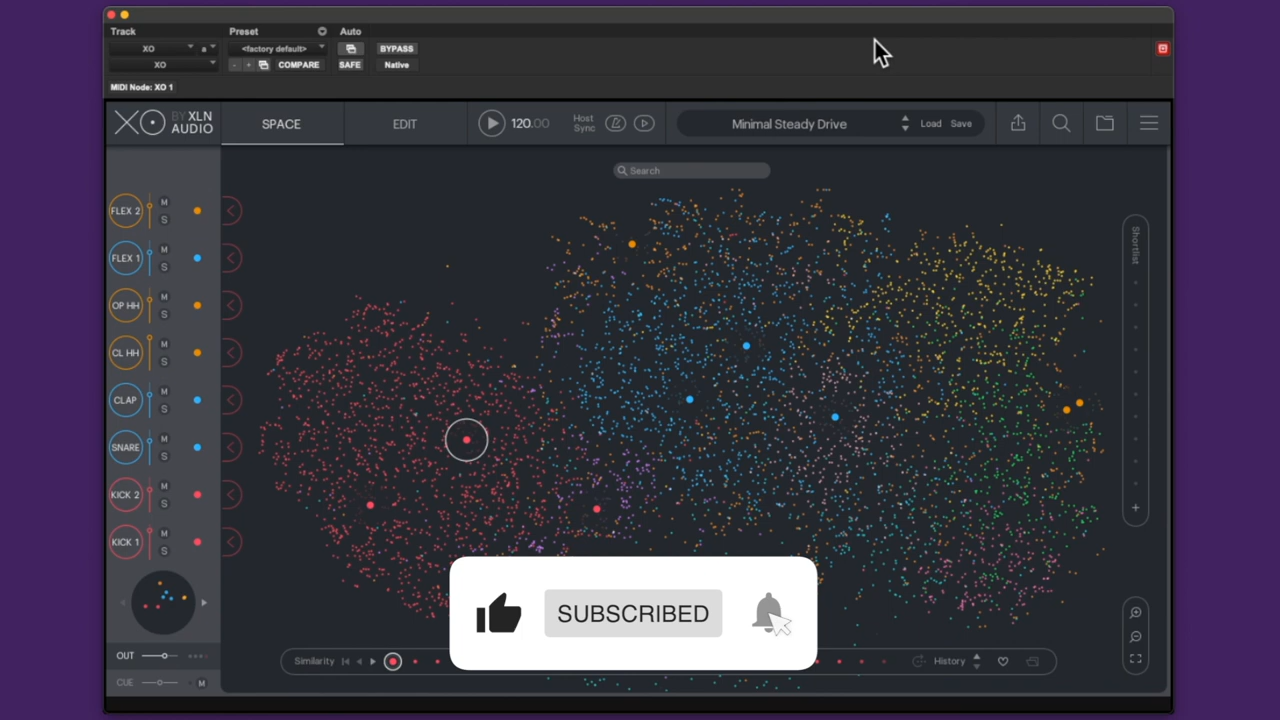 Track
Preset
Auto
XO
a
<factory default>
BYPASS
XO
-
+
COMPARE
SAFE
Native
MIDI Node: XO 1
XO BY XLN AUDIO
SPACE
EDIT
120.00
Host Sync
Minimal Steady Drive
Load
Save
Search
Shortlist
FLEX 2
M
S
FLEX 1
M
S
OP HH
M
S
CL HH
M
S
CLAP
M
S
SNARE
M
S
KICK 2
M
S
KICK 1
M
S
+
SUBSCRIBED
OUT
Similarity
History
CUE
M